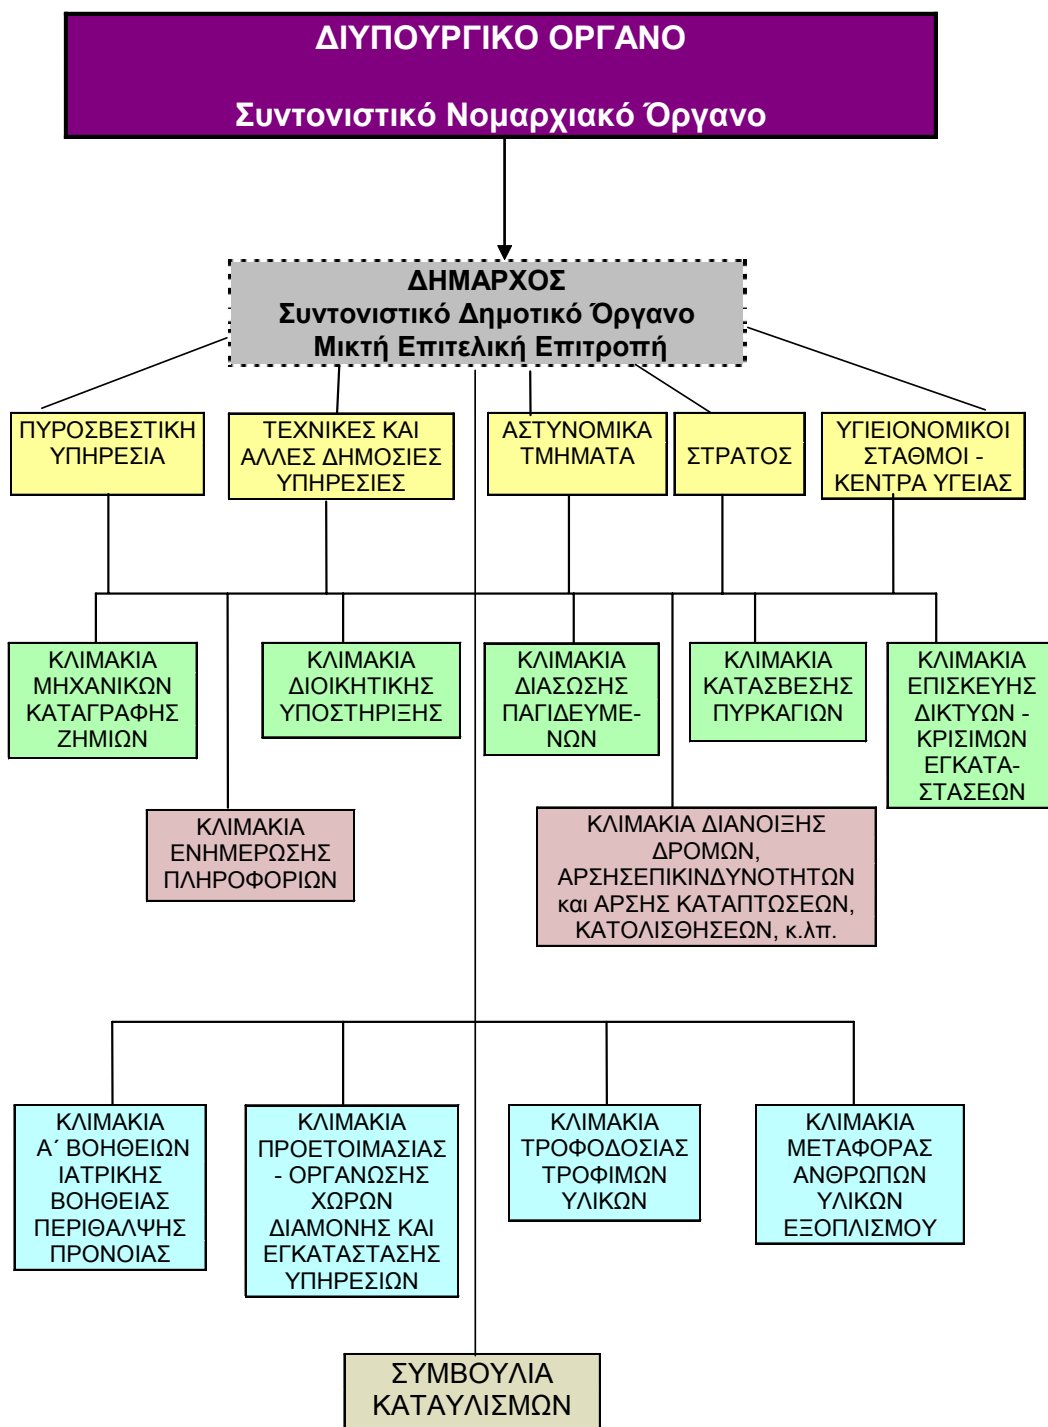 ΔΙΥΠΟΥΡΓΙΚΟ ΟΡΓΑΝΟ
Συντονιστικό Νομαρχιακό Όργανο
ΔΗΜΑΡΧΟΣ
Συντονιστικό Δημοτικό Όργανο
Μικτή Επιτελική Επιτροπή
ΠΥΡΟΣΒΕΣΤΙΚΗ
ΥΠΗΡΕΣΙΑ
ΤΕΧΝΙΚΕΣ ΚΑΙ
ΑΛΛΕΣ ΔΗΜΟΣΙΕΣ
ΥΠΗΡΕΣΙΕΣ
ΑΣΤΥΝΟΜΙΚΑ
ΤΜΗΜΑΤΑ
ΣΤΡΑΤΟΣ
ΥΓΙΕΙΟΝΟΜΙΚΟΙ
ΣΤΑΘΜΟΙ -
ΚΕΝΤΡΑ ΥΓΕΙΑΣ
ΚΛΙΜΑΚΙΑ
ΜΗΧΑΝΙΚΩΝ
ΚΑΤΑΓΡΑΦΗΣ
ΖΗΜΙΩΝ
ΚΛΙΜΑΚΙΑ
ΔΙΟΙΚΗΤΙΚΗΣ
ΥΠΟΣΤΗΡΙΞΗΣ
ΚΛΙΜΑΚΙΑ
ΔΙΑΣΩΣΗΣ
ΠΑΓΙΔΕΥΜΕ-
ΝΩΝ
ΚΛΙΜΑΚΙΑ
ΚΑΤΑΣΒΕΣΗΣ
ΠΥΡΚΑΓΙΩΝ
ΚΛΙΜΑΚΙΑ
ΕΠΙΣΚΕΥΗΣ
ΔΙΚΤΥΩΝ -
ΚΡΙΣΙΜΩΝ
ΕΓΚΑΤΑ-
ΣΤΑΣΕΩΝ
ΚΛΙΜΑΚΙΑ
ΕΝΗΜΕΡΩΣΗΣ
ΠΛΗΡΟΦΟΡΙΩΝ
ΚΛΙΜΑΚΙΑ ΔΙΑΝΟΙΞΗΣ
ΔΡΟΜΩΝ,
ΑΡΣΗΣΕΠΙΚΙΝΔΥΝΟΤΗΤΩΝ
και ΑΡΣΗΣ ΚΑΤΑΠΤΩΣΕΩΝ,
ΚΑΤΟΛΙΣΘΗΣΕΩΝ, κ.λπ.
ΚΛΙΜΑΚΙΑ
Α΄ ΒΟΗΘΕΙΩΝ
ΙΑΤΡΙΚΗΣ
ΒΟΗΘΕΙΑΣ
ΠΕΡΙΘΑΛΨΗΣ
ΠΡΟΝΟΙΑΣ
ΚΛΙΜΑΚΙΑ
ΠΡΟΕΤΟΙΜΑΣΙΑΣ
- ΟΡΓΑΝΩΣΗΣ
ΧΩΡΩΝ
ΔΙΑΜΟΝΗΣ ΚΑΙ
ΕΓΚΑΤΑΣΤΑΣΗΣ
ΥΠΗΡΕΣΙΩΝ
ΚΛΙΜΑΚΙΑ
ΤΡΟΦΟΔΟΣΙΑΣ
ΤΡΟΦΙΜΩΝ
ΥΛΙΚΩΝ
ΚΛΙΜΑΚΙΑ
ΜΕΤΑΦΟΡΑΣ
ΑΝΘΡΩΠΩΝ
ΥΛΙΚΩΝ
ΕΞΟΠΛΙΣΜΟΥ
ΣΥΜΒΟΥΛΙΑ
ΚΑΤΑΥΛΙΣΜΩΝ